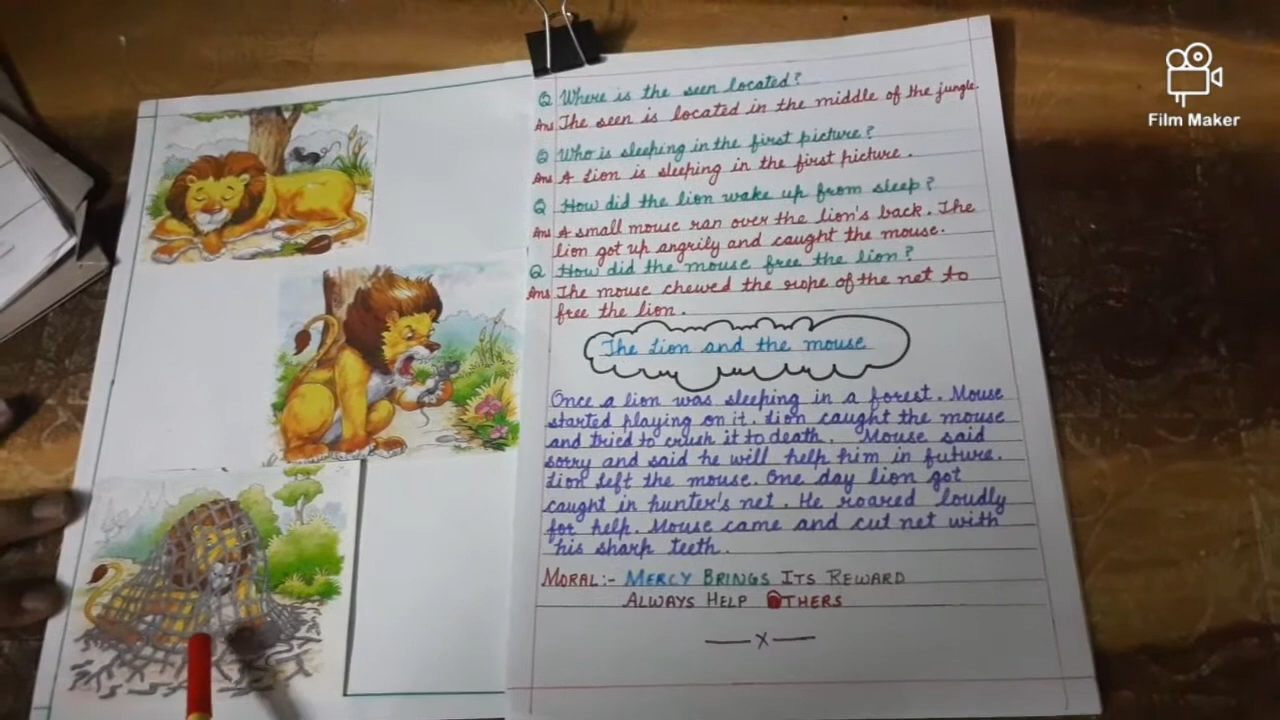 Q Where is the seen located?
Ans The seen is located in the middle of the jungle.
Q Who is sleeping in the first picture?
Ans A Lion is sleeping in the first picture.
Q How did the lion wake up from sleep?
Ans A small mouse ran over the lion's back. The
lion got up angrily and caught the mouse.
Q How did the mouse free the lion?
Ans The mouse chewed the rope of the net to
free the lion.
The Lion and the mouse
Once a lion was sleeping in a forest. Mouse
started playing on it. Lion caught the mouse
and tried to crush it to death. Mouse said
sorry and said he will help him in future.
Lion left the mouse. One day lion got
caught in hunter's net. He roared loudly
for help. Mouse came and cut net with
his sharp teeth.
MORAL:- MERCY BRINGS ITS REWARD
ALWAYS HELP OTHERS
x
Film Maker